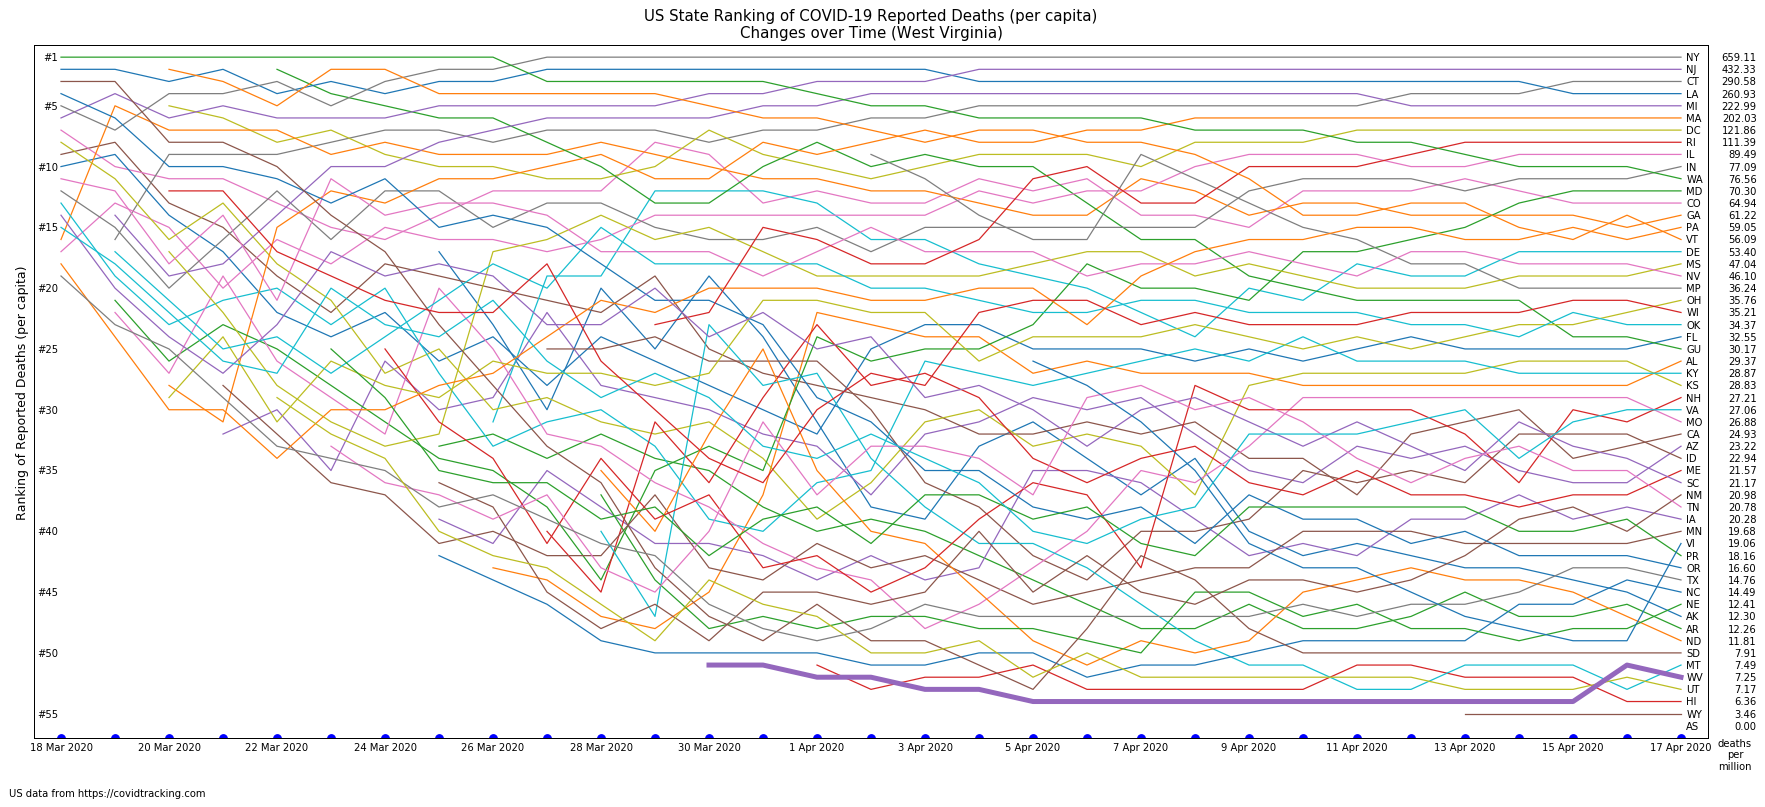 US State Ranking of COVID-19 Reported Deaths (per capita)
Changes over Time (West Virginia)
Ranking of Reported Deaths (per capita)
#1
#5
#10
#15
#20
#25
#30
#35
#40
#45
#50
#55
NY 659.11
NJ 432.33
CT 290.58
LA 260.93
MI 222.99
MA 202.03
DC 121.86
RI 111.39
IL 89.49
IN 77.09
WA 76.56
MD 70.30
CO 64.94
GA 61.22
PA 59.05
VT 56.09
DE 53.40
MS 47.04
NV 46.10
MP 36.24
OH 35.76
WI 35.21
OK 34.37
FL 32.55
GU 30.17
AL 29.37
KY 28.87
KS 28.83
NH 27.21
VA 27.06
MO 26.88
CA 24.93
AZ 23.22
ID 22.94
ME 21.57
SC 21.17
NM 20.98
TN 20.78
IA 20.28
MN 19.68
VI 19.06
PR 18.16
OR 16.60
TX 14.76
NC 14.49
NE 12.41
AK 12.30
AR 12.26
ND 11.81
SD 7.91
MT 7.49
WV 7.25
UT 7.17
HI 6.36
WY 3.46
AS 0.00
18 Mar 2020 20 Mar 2020 22 Mar 2020 24 Mar 2020 26 Mar 2020 28 Mar 2020 30 Mar 2020 1 Apr 2020 3 Apr 2020 5 Apr 2020 7 Apr 2020 9 Apr 2020 11 Apr 2020 13 Apr 2020 15 Apr 2020 17 Apr 2020
deaths
per
million
US data from https://covidtracking.com